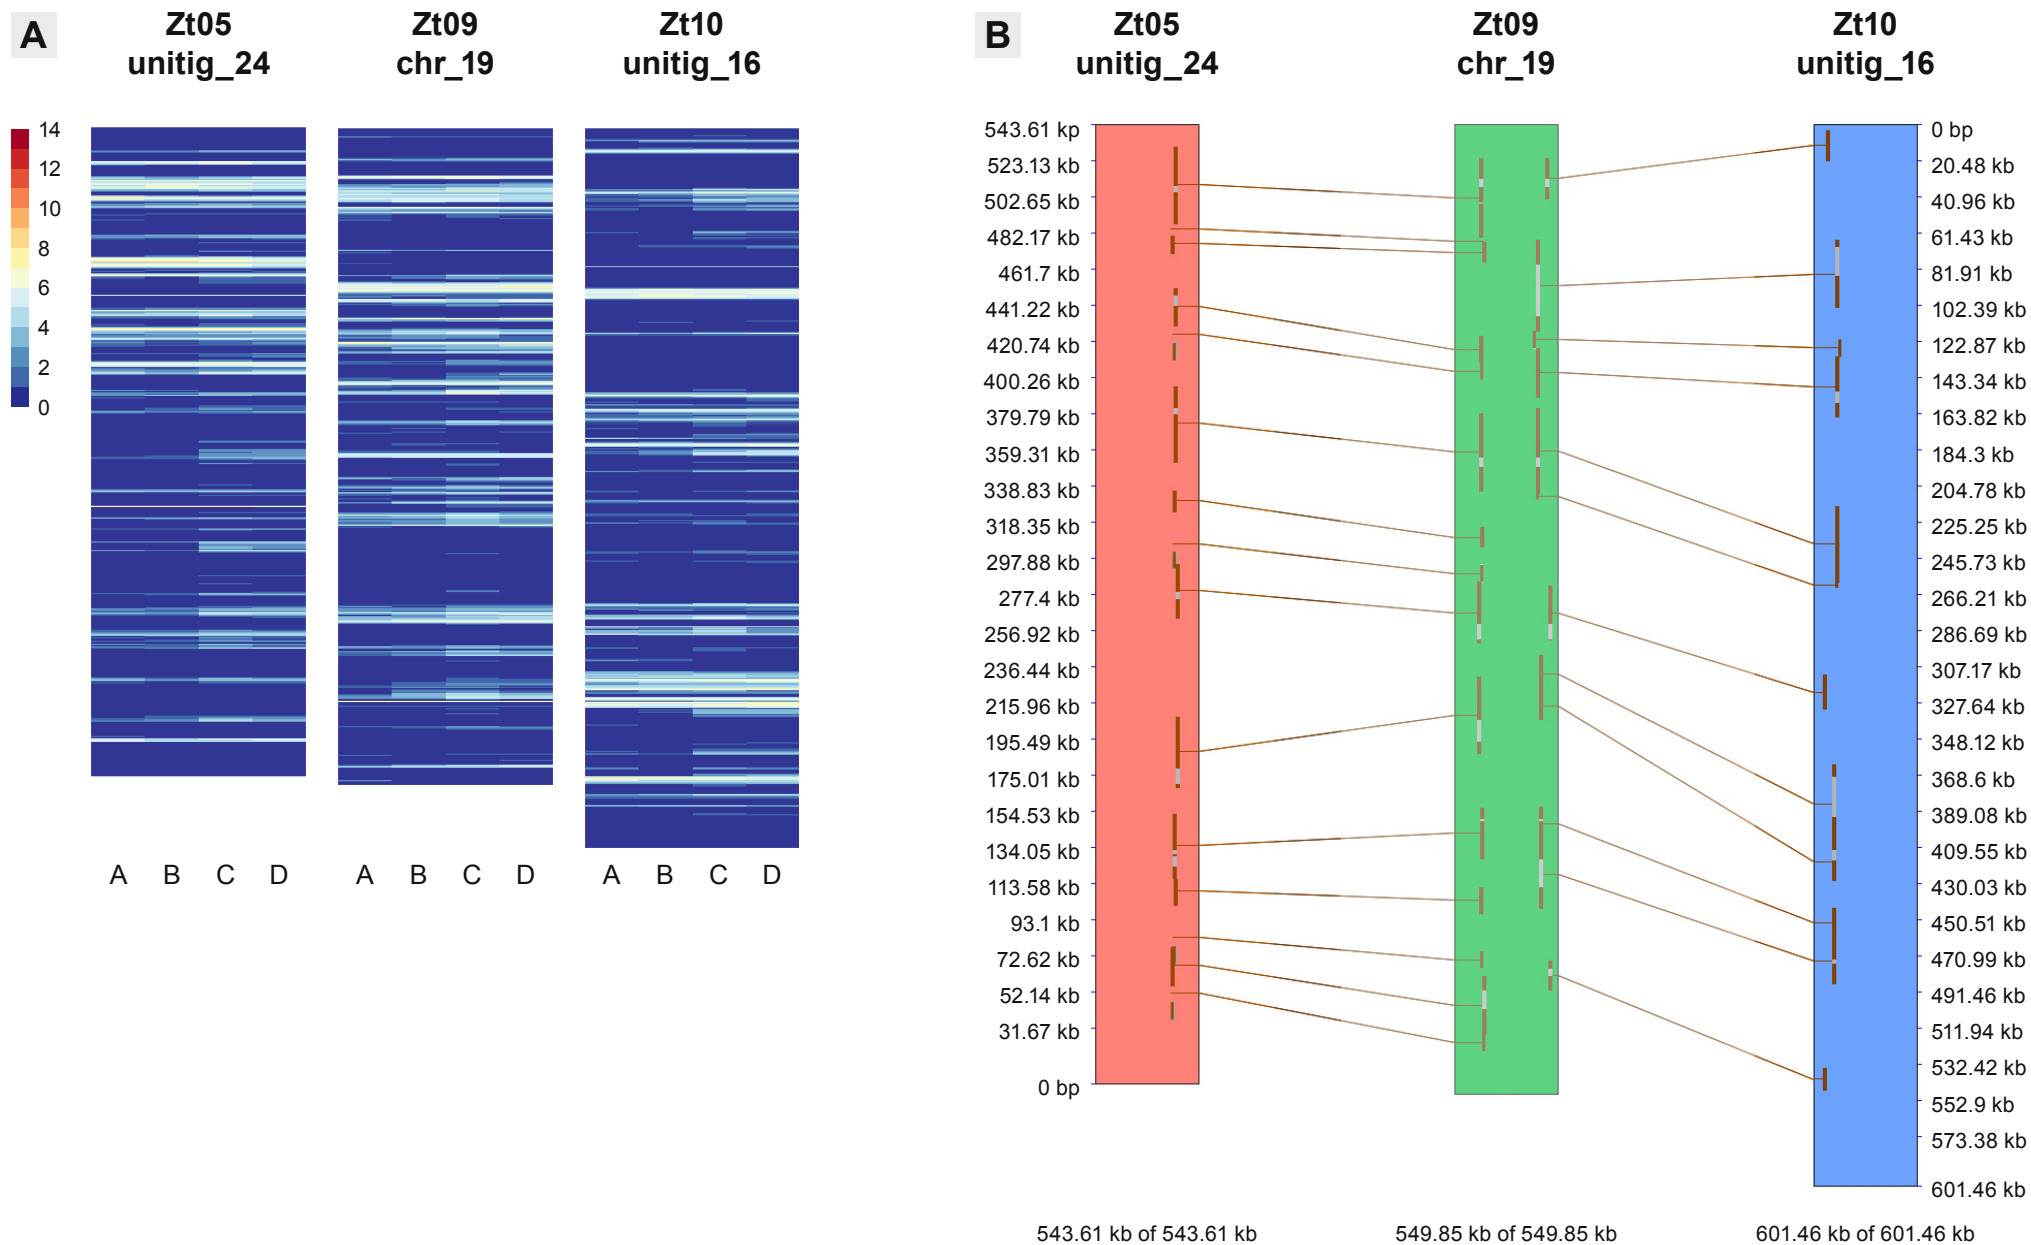 A
Zt05
unitig_24
Zt09
chr_19
Zt10
unitig_16
14
12
10
8
6
4
2
0
A B C D
A B C D
A B C D
B
Zt05
unitig_24
Zt09
chr_19
Zt10
unitig_16
543.61 kp
523.13 kb
502.65 kb
482.17 kb
461.7 kb
441.22 kb
420.74 kb
400.26 kb
379.79 kb
359.31 kb
338.83 kb
318.35 kb
297.88 kb
277.4 kb
256.92 kb
236.44 kb
215.96 kb
195.49 kb
175.01 kb
154.53 kb
134.05 kb
113.58 kb
93.1 kb
72.62 kb
52.14 kb
31.67 kb
0 bp
0 bp
20.48 kb
40.96 kb
61.43 kb
81.91 kb
102.39 kb
122.87 kb
143.34 kb
163.82 kb
184.3 kb
204.78 kb
225.25 kb
245.73 kb
266.21 kb
286.69 kb
307.17 kb
327.64 kb
348.12 kb
368.6 kb
389.08 kb
409.55 kb
430.03 kb
450.51 kb
470.99 kb
491.46 kb
511.94 kb
532.42 kb
552.9 kb
573.38 kb
601.46 kb
543.61 kb of 543.61 kb
549.85 kb of 549.85 kb
601.46 kb of 601.46 kb